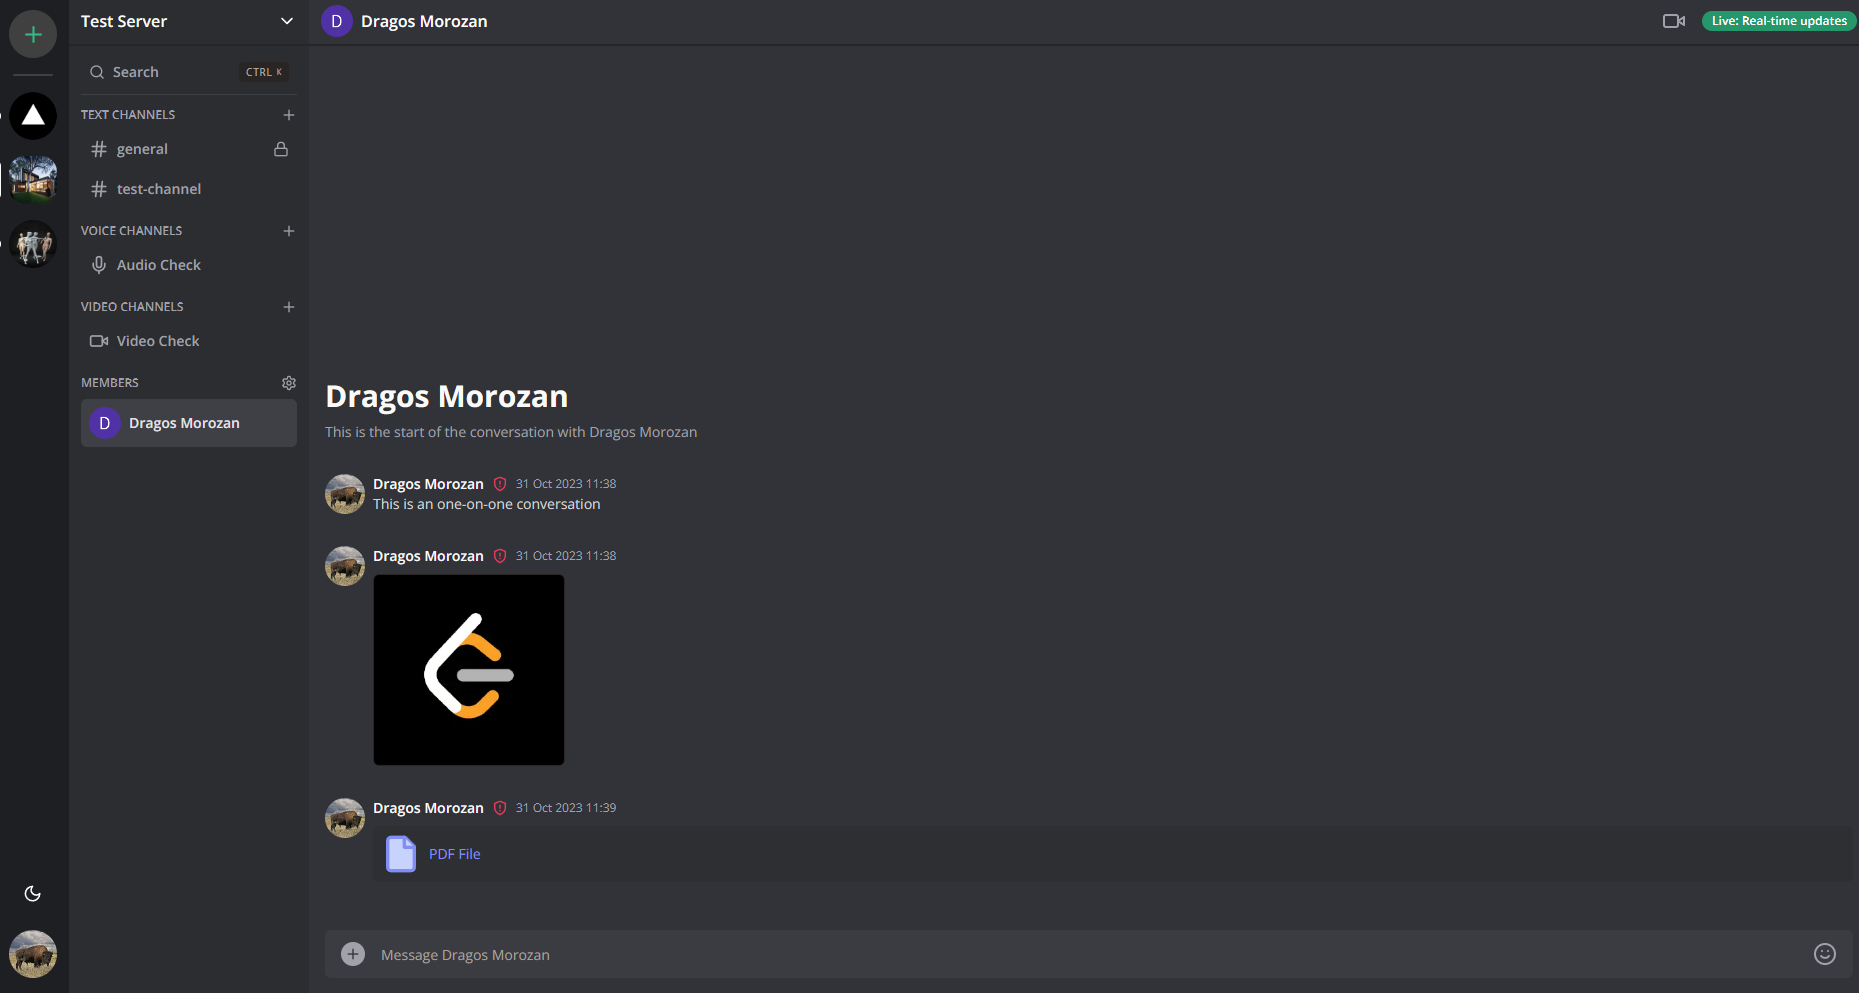 Test Server
Search
CTRL K
TEXT CHANNELS
general
test-channel
VOICE CHANNELS
Audio Check
VIDEO CHANNELS
Video Check
MEMBERS
D
Dragos Morozan
D
Dragos Morozan
Live: Real-time updates
Dragos Morozan
This is the start of the conversation with Dragos Morozan
Dragos Morozan 31 Oct 2023 11:38
This is an one-on-one conversation
Dragos Morozan 31 Oct 2023 11:38
Dragos Morozan 31 Oct 2023 11:39
PDF File
Message Dragos Morozan